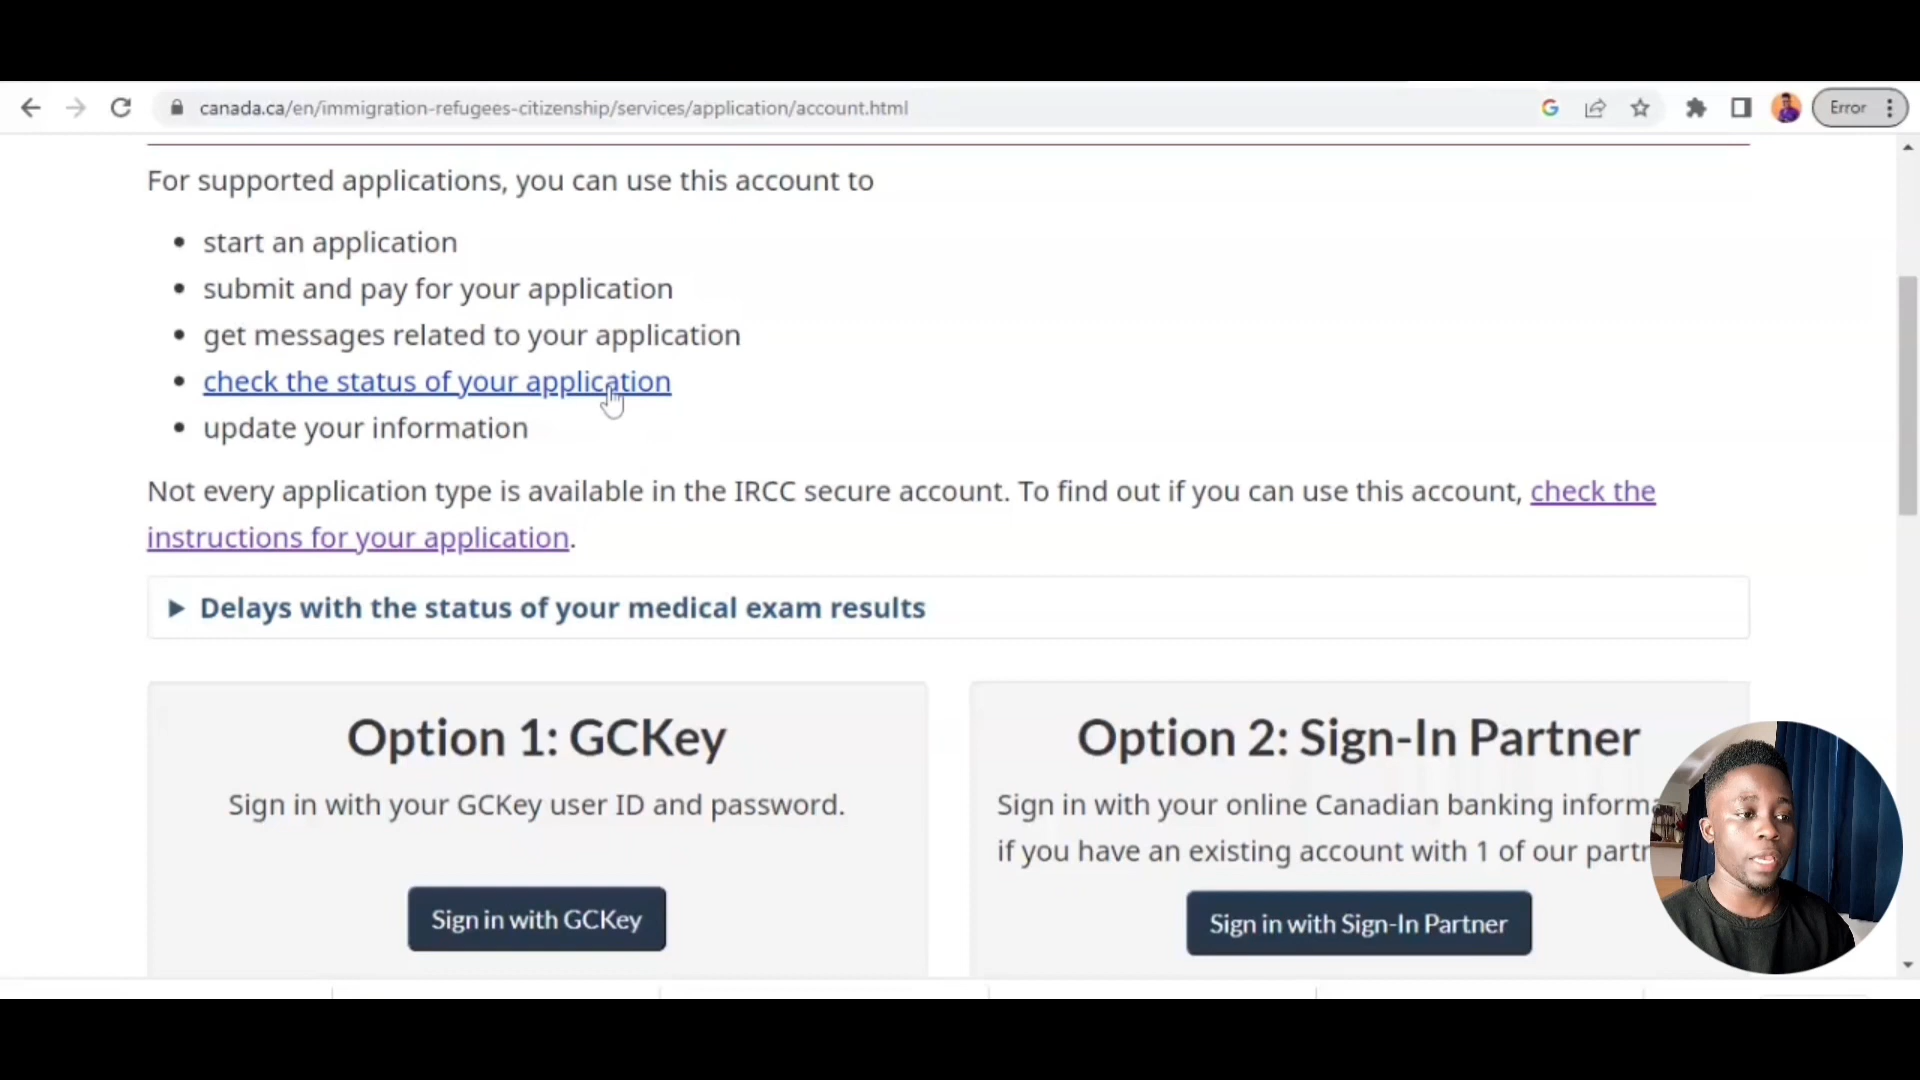 canada.ca/en/immigration-refugees-citizenship/services/application/account.html
Error
For supported applications, you can use this account to
start an application
submit and pay for your application
get messages related to your application
check the status of your application
update your information
Not every application type is available in the IRCC secure account. To find out if you can use this account, check the
instructions for your application.
Delays with the status of your medical exam results
Option 1: GCKey
Sign in with your GCKey user ID and password.
Sign in with GCKey
Option 2: Sign-In Partner
Sign in with your online Canadian banking
if you have an existing account with 1 of our
Sign in with Sign-In Partner